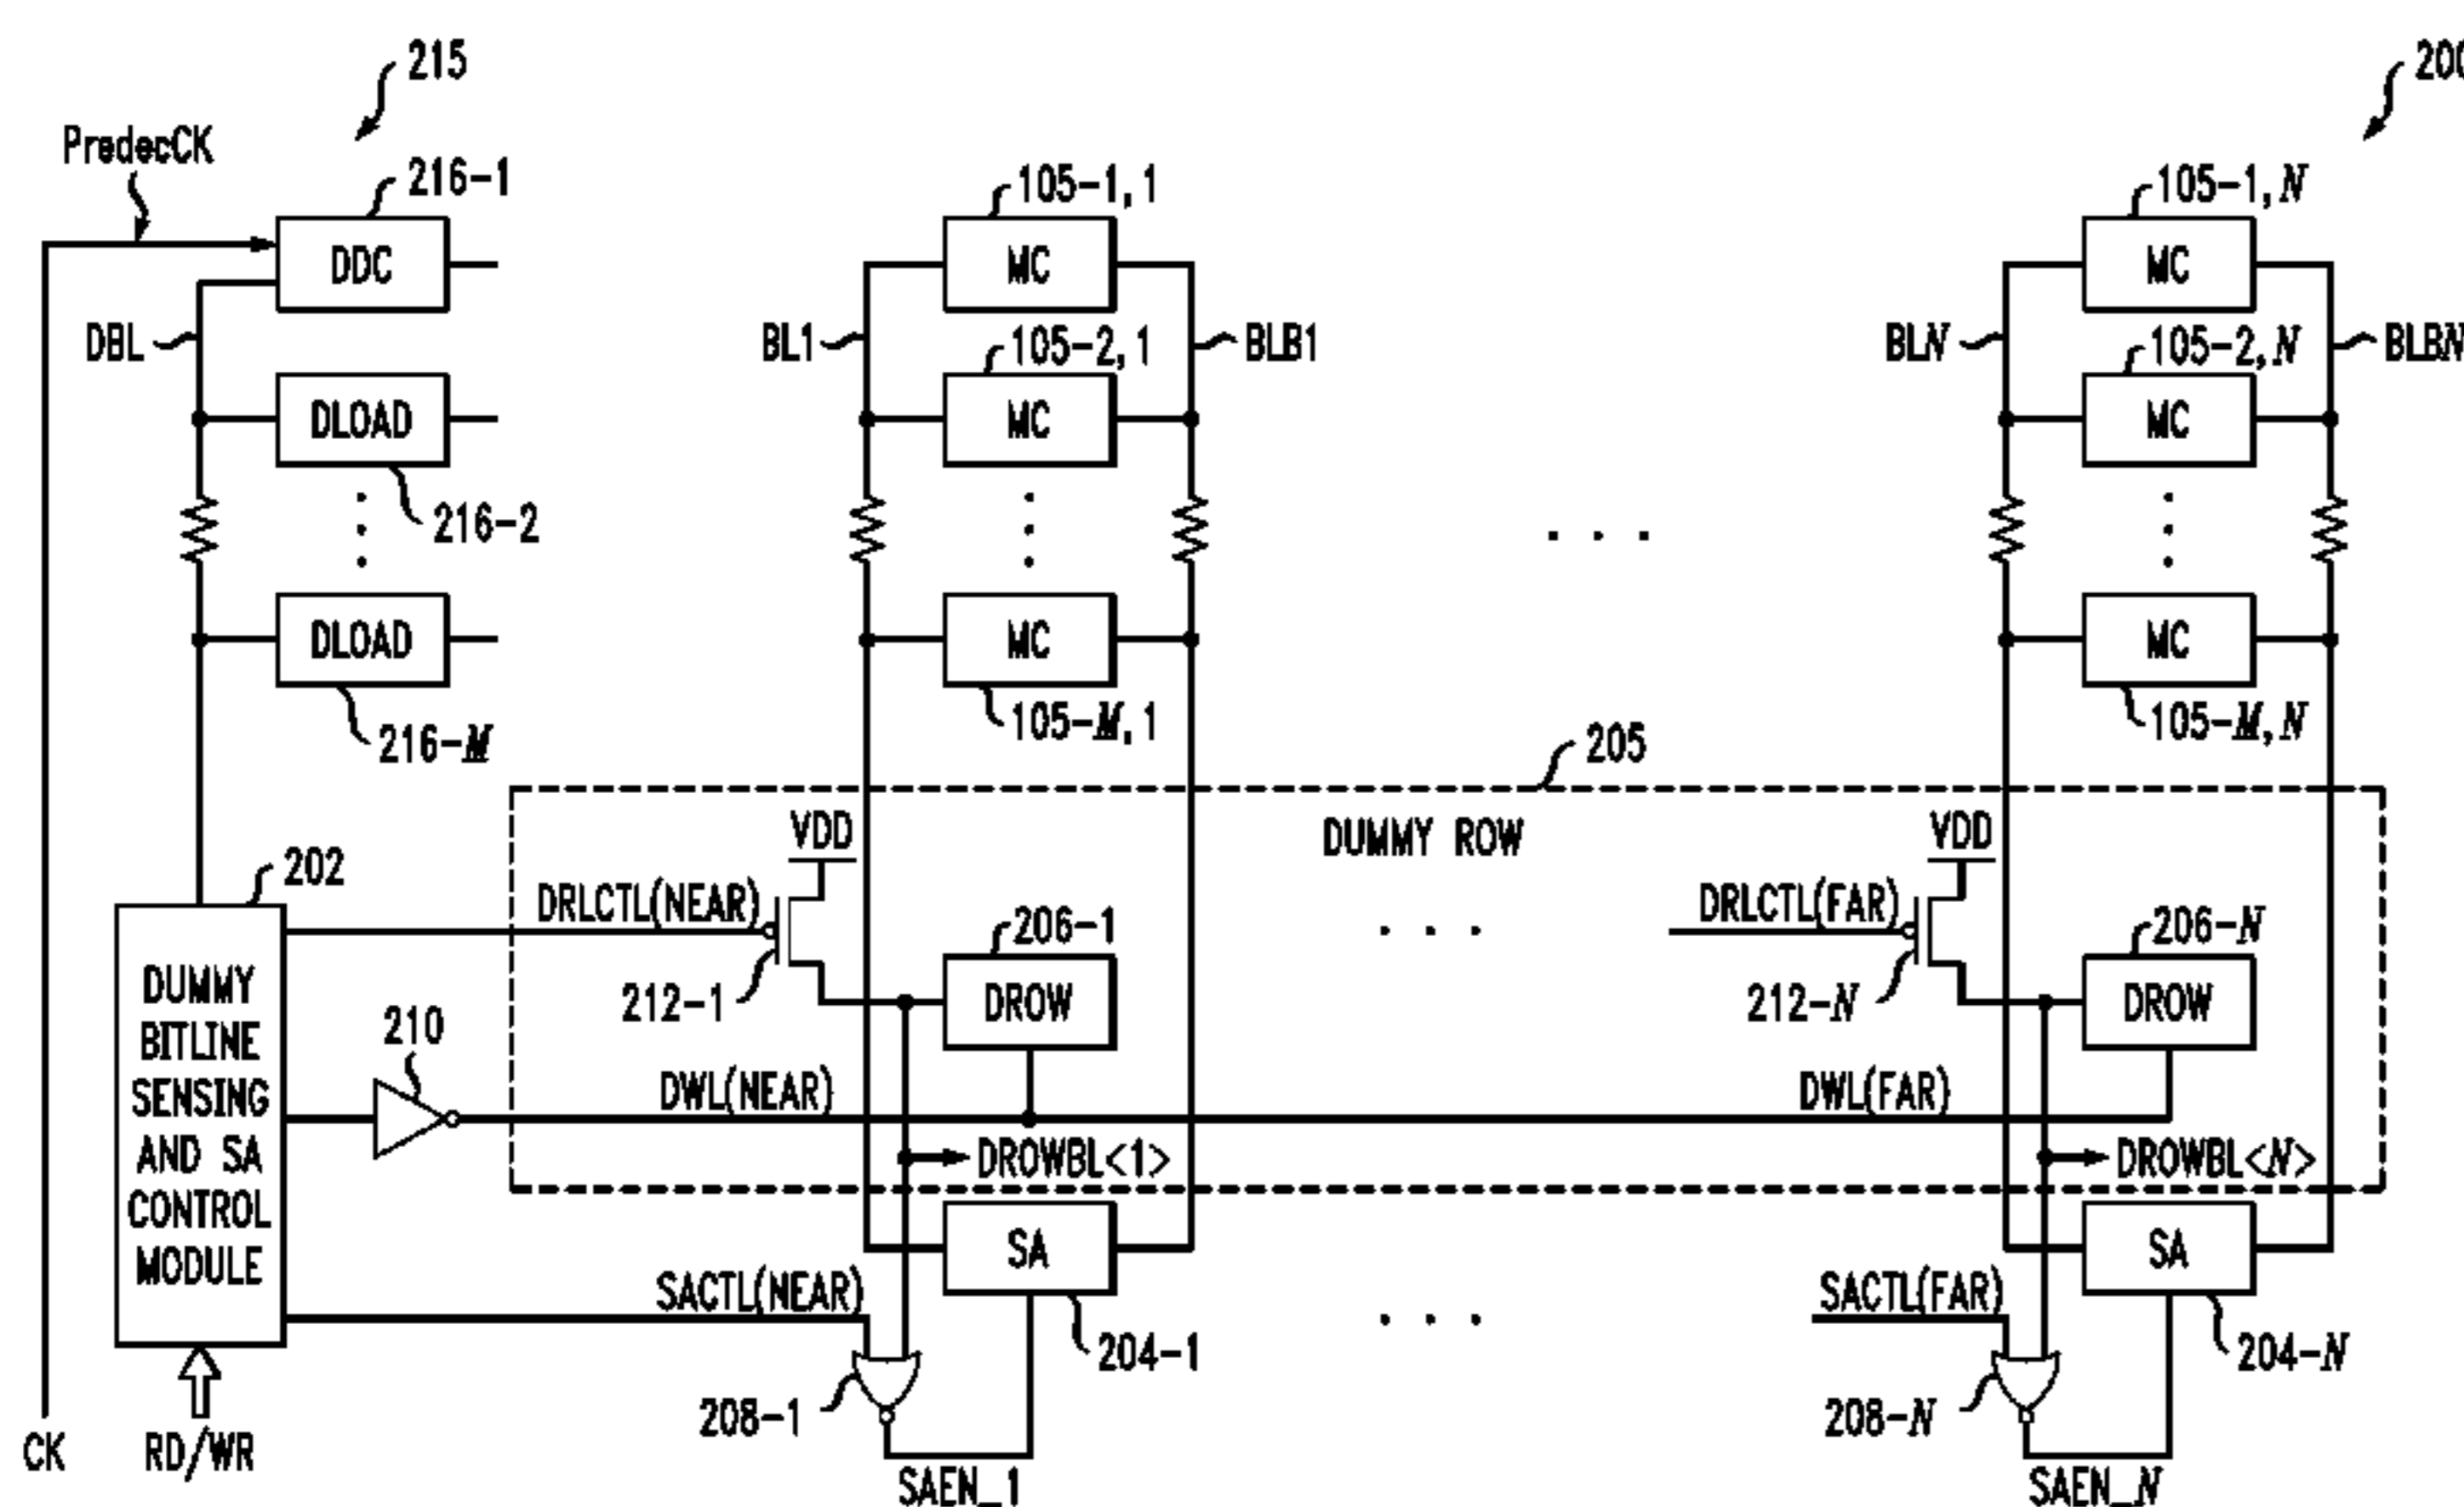 215
200
PredecCK
216-1
105-1,1
105-1,N
DDC
MC
MC
DBL
BL1
105-2,1
BLB1
BLN
105-2,N
BLBN
DLOAD
MC
MC
216-2
DLOAD
MC
MC
216-M
105-M,1
105-M,N
205
VDD
DUMMY ROW
VDD
202
DRLCTL(NEAR)
206-1
DRLCTL(FAR)
206-N
DUMMY
BITLINE
SENSING
AND SA
CONTROL
MODULE
212-1
DROW
212-N
DROW
210
DWL(NEAR)
DWL(FAR)
DROWBL<1>
DROWBL<N>
SA
SA
SACTL(NEAR)
SACTL(FAR)
204-1
204-N
208-1
208-N
CK
RD/WR
SAEN_1
SAEN_N